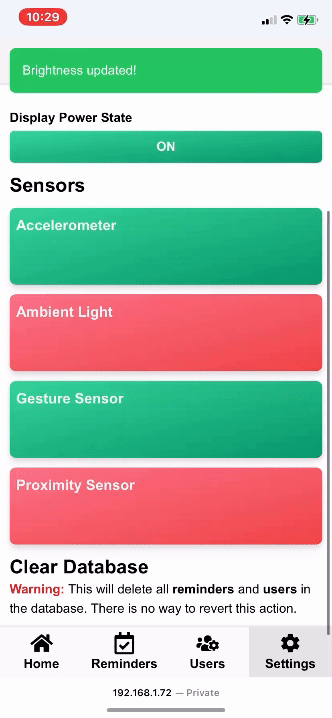 10:29
Brightness updated!
Display Power State
ON
Sensors
Accelerometer
Ambient Light
Gesture Sensor
Proximity Sensor
Clear Database
Warning: This will delete all reminders and users in
the database. There is no way to revert this action.
Home Reminders Users Settings
192.168.1.72 — Private